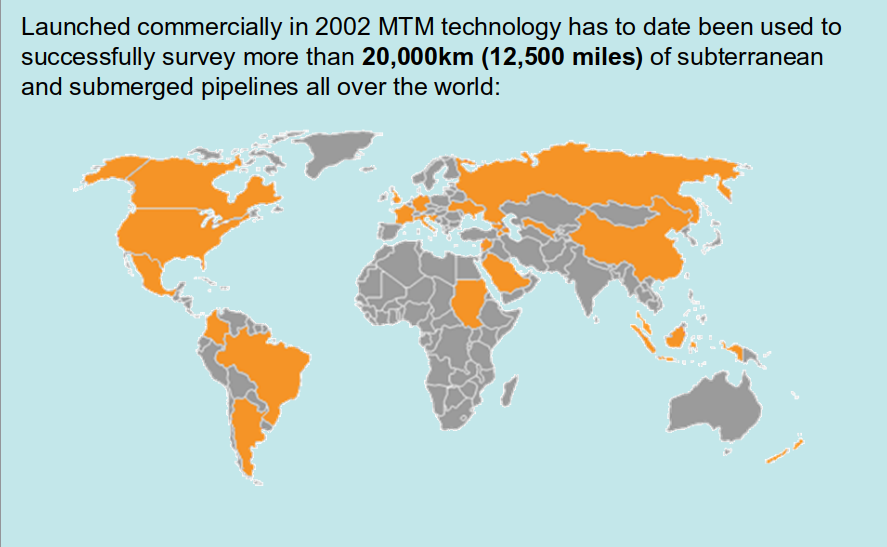 Launched commercially in 2002 MTM technology has to date been used to
successfully survey more than 20,000km (12,500 miles) of subterranean
and submerged pipelines all over the world: